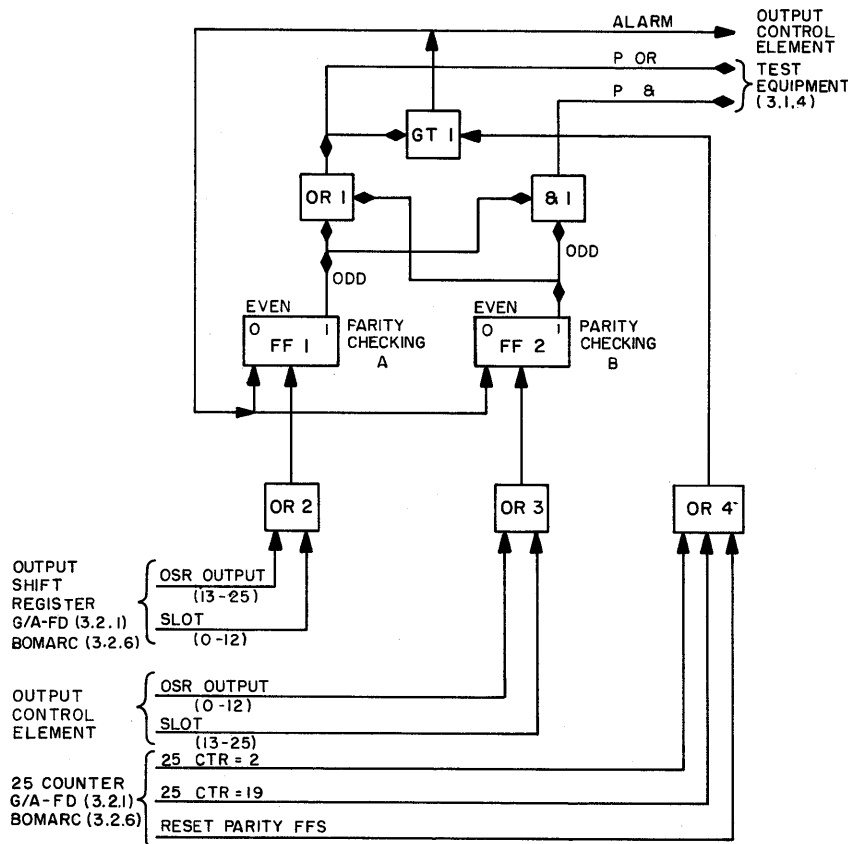 ALARM
OUTPUT
CONTROL
ELEMENT
P OR
P &
TEST
EQUIPMENT
(3.1.4)
GT 1
OR 1
& 1
ODD
ODD
EVEN
0 1
FF 1
PARITY
CHECKING
A
EVEN
0 1
FF 2
PARITY
CHECKING
B
OR 2
OR 3
OR 4
OUTPUT
SHIFT
REGISTER
G/A-FD (3.2.1)
BOMARC (3.2.6)
OSR OUTPUT
(13-25)
SLOT
(0-12)
OUTPUT
CONTROL
ELEMENT
OSR OUTPUT
(0-12)
SLOT
(13-25)
25 COUNTER
G/A-FD (3.2.1)
BOMARC (3.2.6)
25 CTR = 2
25 CTR = 19
RESET PARITY FFS